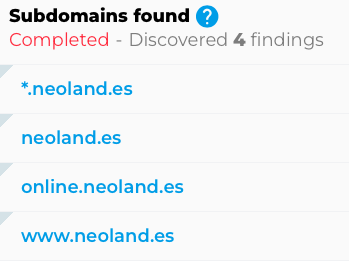 Subdomains found ?
Completed - Discovered 4 findings
*.neoland.es
neoland.es
online.neoland.es
www.neoland.es